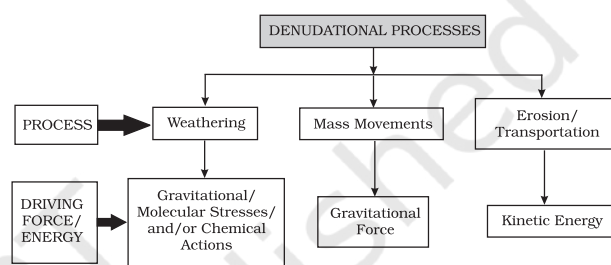 DENUDATIONAL PROCESSES
PROCESS
Weathering
Mass Movements
Erosion/
Transportation
DRIVING
FORCE/
ENERGY
Gravitational/
Molecular Stresses/
and/or Chemical
Actions
Gravitational
Force
Kinetic Energy